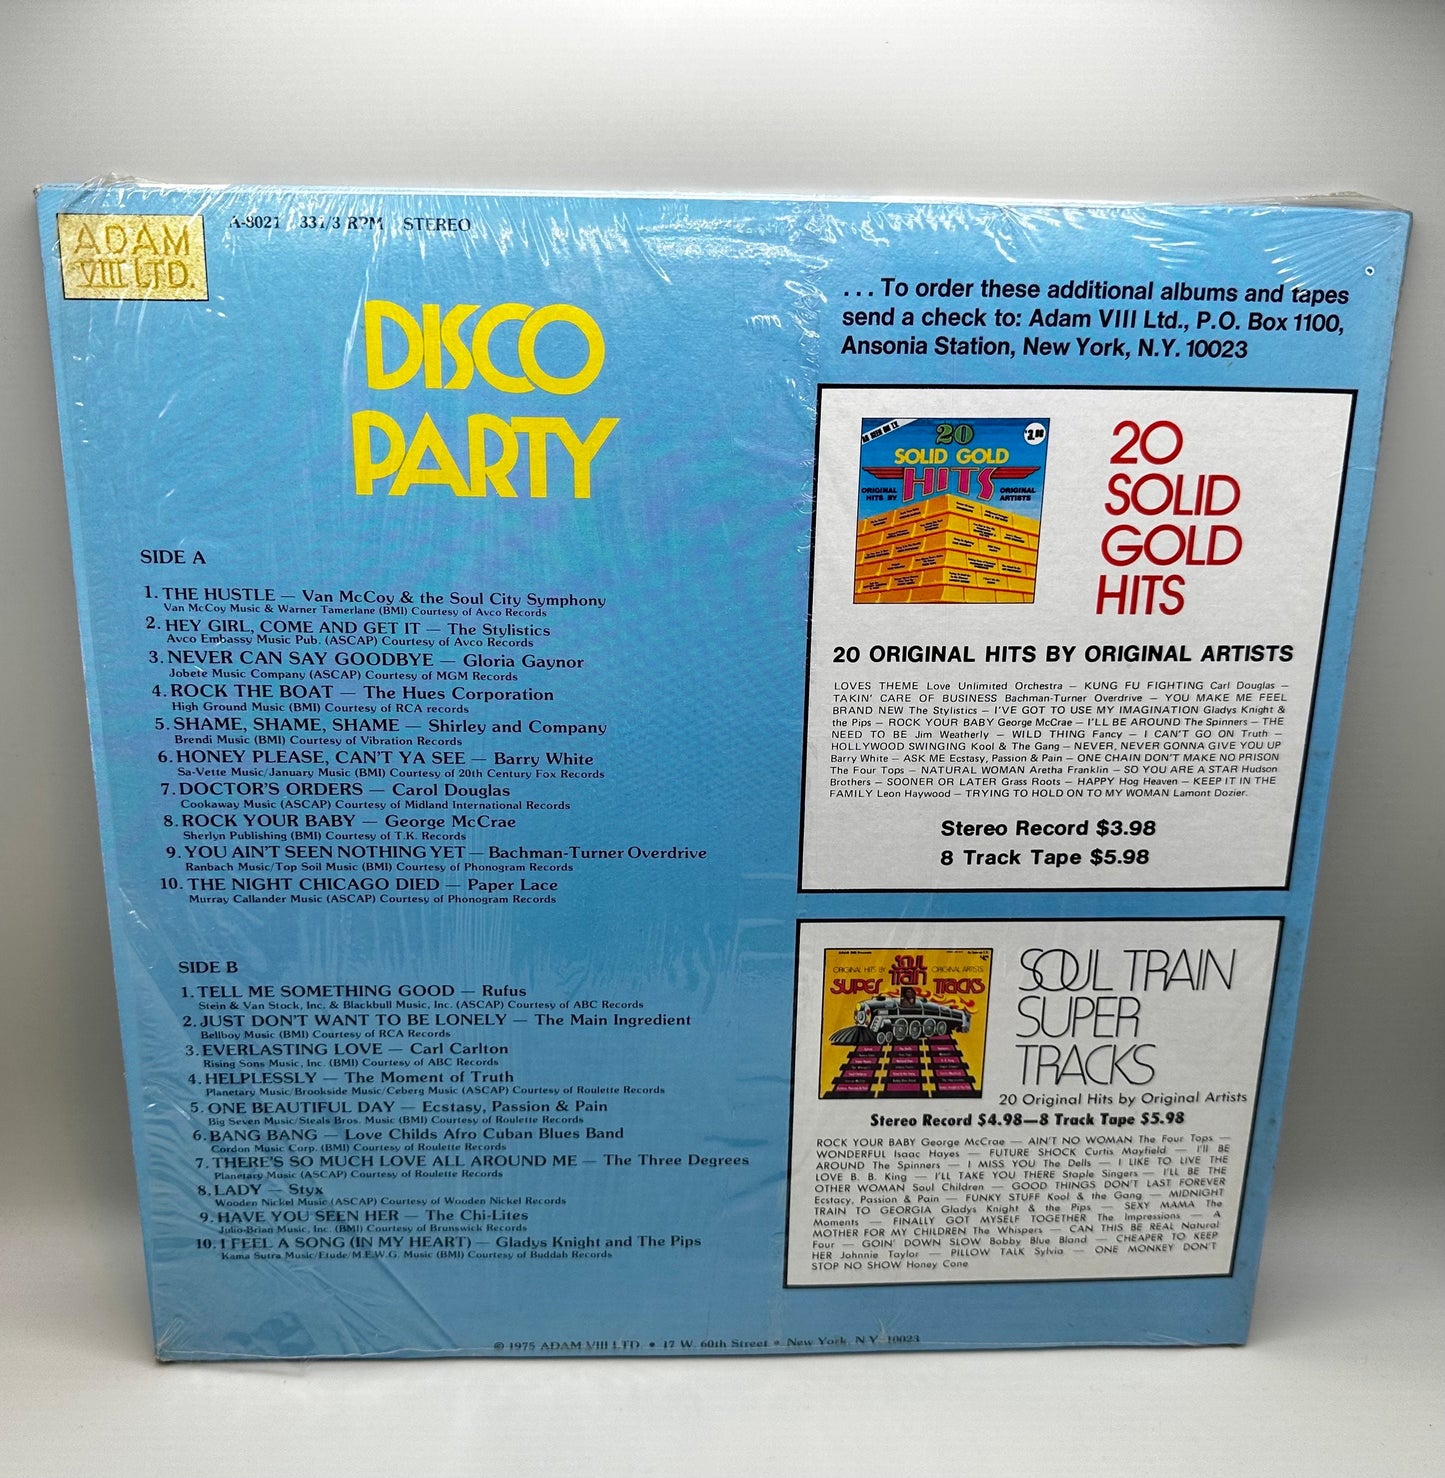 ADAM
VIII LTD.
A-8021 331/3 RPM STEREO
DISCO
PARTY
SIDE A
1. THE HUSTLE — Van McCoy & the Soul City Symphony
Van McCoy Music & Warner Tamerlane (BMI) Courtesy of Avco Records
2. HEY GIRL, COME AND GET IT — The Stylistics
Avco Embassy Music Pub. (ASCAP) Courtesy of Avco Records
3. NEVER CAN SAY GOODBYE — Gloria Gaynor
Jobete Music Company (ASCAP) Courtesy of MGM Records
4. ROCK THE BOAT — The Hues Corporation
High Ground Music (BMI) Courtesy of RCA records
5. SHAME, SHAME, SHAME — Shirley and Company
Brendi Music (BMI) Courtesy of Vibration Records
6. HONEY PLEASE, CAN'T YA SEE — Barry White
Sa-Vette Music/January Music (BMI) Courtesy of 20th Century Fox Records
7. DOCTOR'S ORDERS — Carol Douglas
Cookaway Music (ASCAP) Courtesy of Midland International Records
8. ROCK YOUR BABY — George McCrae
Sherlyn Publishing (BMI) Courtesy of T.K. Records
9. YOU AIN'T SEEN NOTHING YET — Bachman-Turner Overdrive
Ranbach Music/Top Soil Music (BMI) Courtesy of Phonogram Records
10. THE NIGHT CHICAGO DIED — Paper Lace
Murray Callander Music (ASCAP) Courtesy of Phonogram Records
SIDE B
1. TELL ME SOMETHING GOOD — Rufus
Stein & Van Stock, Inc. & Blackbull Music, Inc. (ASCAP) Courtesy of ABC Records
2. JUST DON'T WANT TO BE LONELY — The Main Ingredient
Bellboy Music (BMI) Courtesy of RCA Records
3. EVERLASTING LOVE — Carl Carlton
Rising Sons Music, Inc. (BMI) Courtesy of ABC Records
4. HELPLESSLY — The Moment of Truth
Planetary Music/Brookside Music/Ceberg Music (ASCAP) Courtesy of Roulette Records
5. ONE BEAUTIFUL DAY — Ecstasy, Passion & Pain
Big Seven Music/Steals Bros. Music (BMI) Courtesy of Roulette Records
6. BANG BANG — Love Childs Afro Cuban Blues Band
Cordon Music Corp. (BMI) Courtesy of Roulette Records
7. THERE'S SO MUCH LOVE ALL AROUND ME — The Three Degrees
Planetary Music (ASCAP) Courtesy of Roulette Records
8. LADY — Styx
Wooden Nickel Music (ASCAP) Courtesy of Wooden Nickel Records
9. HAVE YOU SEEN HER — The Chi-Lites
Julio-Brian Music, Inc. (BMI) Courtesy of Brunswick Records
10. I FEEL A SONG (IN MY HEART) — Gladys Knight and The Pips
Kama Sutra Music/Etude/M.E.W.G. Music (BMI) Courtesy of Buddah Records
. . . To order these additional albums and tapes
send a check to: Adam VIII Ltd., P.O. Box 1100,
Ansonia Station, New York, N.Y. 10023
AS SEEN ON T.V.
20
SOLID GOLD
HITS
ORIGINAL HITS BY
ORIGINAL ARTISTS
20
SOLID
GOLD
HITS
20 ORIGINAL HITS BY ORIGINAL ARTISTS
LOVES THEME Love Unlimited Orchestra — KUNG FU FIGHTING Carl Douglas —
TAKIN' CARE OF BUSINESS Bachman-Turner Overdrive — YOU MAKE ME FEEL
BRAND NEW The Stylistics — I'VE GOT TO USE MY IMAGINATION Gladys Knight &
the Pips — ROCK YOUR BABY George McCrae — I'LL BE AROUND The Spinners — THE
NEED TO BE Jim Weatherly — WILD THING Fancy — I CAN'T GO ON Truth —
HOLLYWOOD SWINGING Kool & The Gang — NEVER, NEVER GONNA GIVE YOU UP
Barry White — ASK ME Ecstasy, Passion & Pain — ONE CHAIN DON'T MAKE NO PRISON
The Four Tops — NATURAL WOMAN Aretha Franklin — SO YOU ARE A STAR Hudson
Brothers — SOONER OR LATER Grass Roots — HAPPY Hog Heaven — KEEP IT IN THE
FAMILY Leon Haywood — TRYING TO HOLD ON TO MY WOMAN Lamont Dozier.
Stereo Record $3.98
8 Track Tape $5.98
ORIGINAL HITS BY
ORIGINAL ARTISTS
SOUL
TRAIN
SUPER TRACKS
SOUL TRAIN
SUPER
TRACKS
20 Original Hits by Original Artists
Stereo Record $4.98—8 Track Tape $5.98
ROCK YOUR BABY George McCrae — AIN'T NO WOMAN The Four Tops —
WONDERFUL Isaac Hayes — FUTURE SHOCK Curtis Mayfield — I'll BE
AROUND The Spinners — I MISS YOU The Dells — I LIKE TO LIVE THE
LOVE B. B. King — I'LL TAKE YOU THERE Staple Singers — I'LL BE THE
OTHER WOMAN Soul Children — GOOD THINGS DON'T LAST FOREVER
Ecstasy, Passion & Pain — FUNKY STUFF Kool & the Gang — MIDNIGHT
TRAIN TO GEORGIA Gladys Knight & the Pips — SEXY MAMA The
Moments — FINALLY GOT MYSELF TOGETHER The Impressions — A
MOTHER FOR MY CHILDREN The Whispers — CAN THIS BE REAL Natural
Four — GOIN' DOWN SLOW Bobby Blue Bland — CHEAPER TO KEEP
HER Johnnie Taylor — PILLOW TALK Sylvia — ONE MONKEY DON'T
STOP NO SHOW Honey Cone
© 1975 ADAM VIII LTD. • 17 W. 60th Street • New York, N.Y. 10023